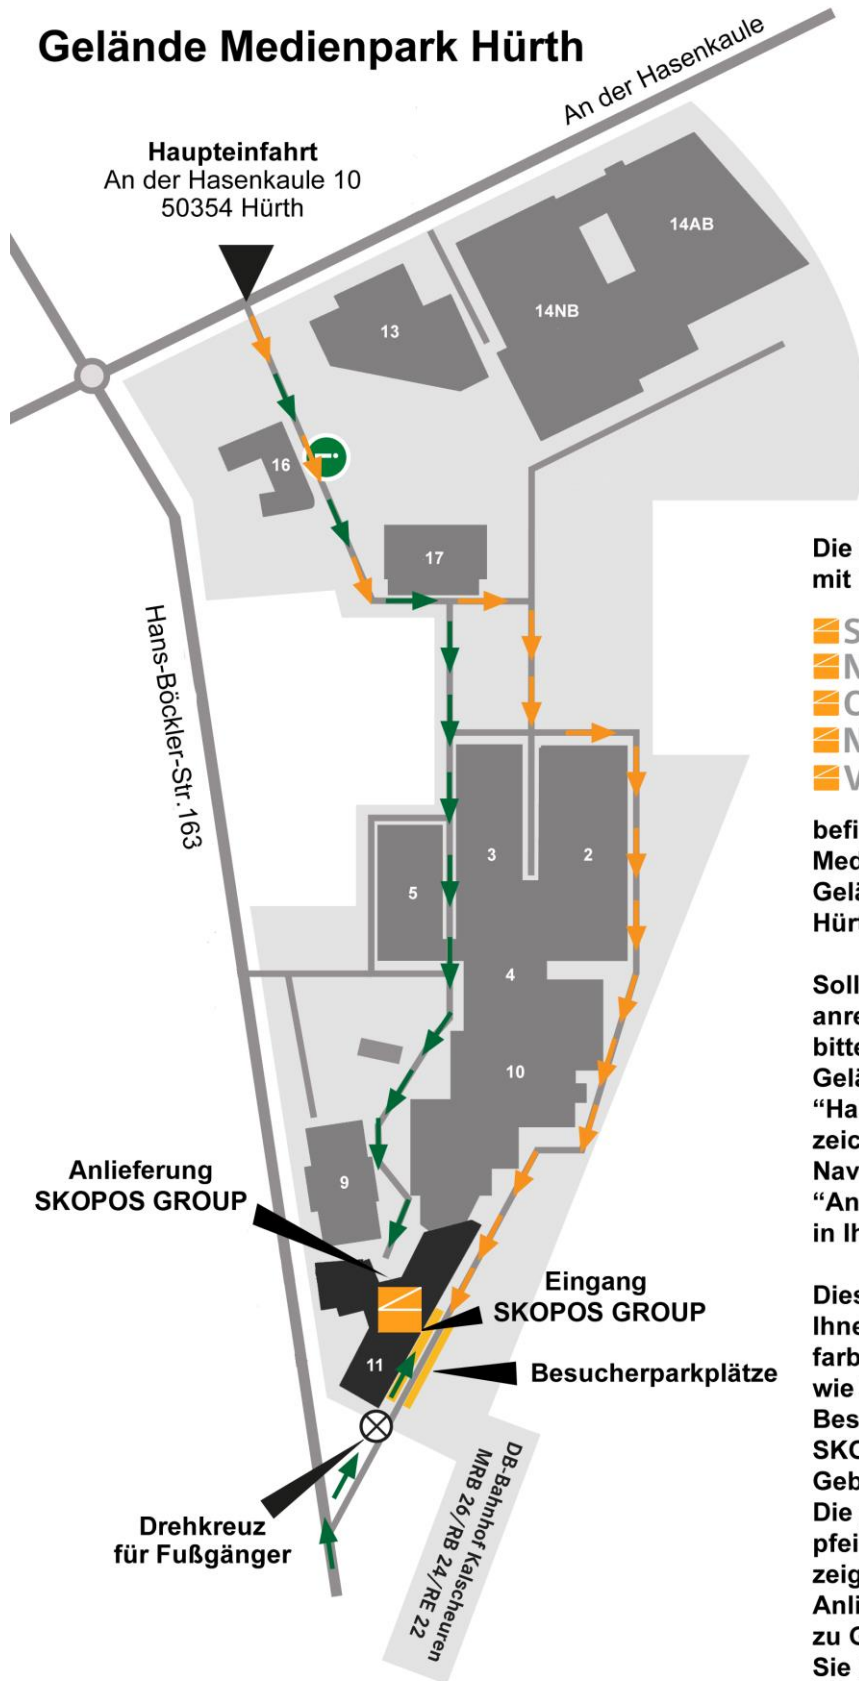 Gelände Medienpark Hürth
An der Hasenkaule
Haupteinfahrt
An der Hasenkaule 10
50354 Hürth
14AB
14NB
13
16
i
17
Hans-Böckler-Str.163
3
2
5
4
10
9
Anlieferung
SKOPOS GROUP
Eingang
SKOPOS GROUP
11
Besucherparkplätze
Drehkreuz
für Fußgänger
DB-Bahnhof Kalscheuren
MRB 26/RB 24/RE 22
Die
mit
S
N
N
V
befi
Med
Gelä
Hürt
Soll
anre
bitte
Gelä
“Ha
zeic
Nav
“An
in Ih
Dies
Ihne
farb
wie
Bes
SKO
Geb
Die
pfei
zeig
Anli
zu
Sie